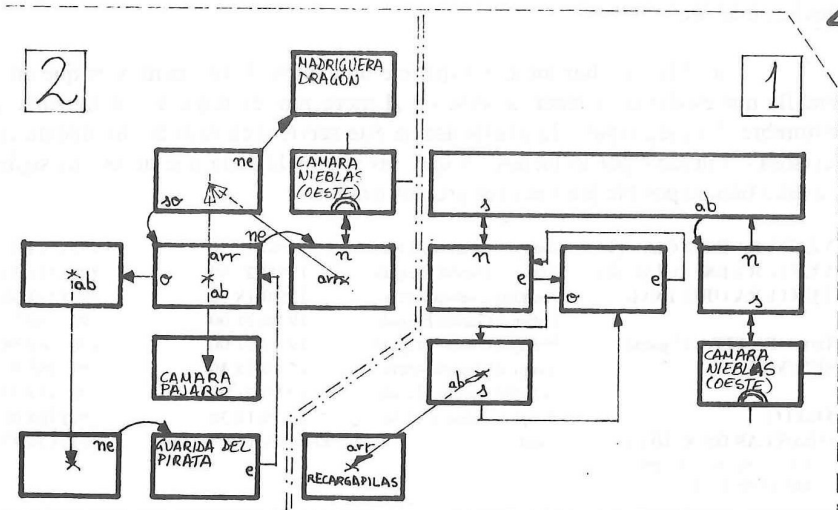 2
MADRIGUERA
DRAGÓN
1
ne
so
CAMARA
NIEBLAS
(OESTE)
s
ab
ab
o
arr
ab
ne
n
arr
n
e
o
e
n
s
CAMARA
PAJARO
ab
s
CAMARA
NIEBLAS
(OESTE)
ne
GUARIDA DEL
PIRATA
e
arr
RECARGAPILAS